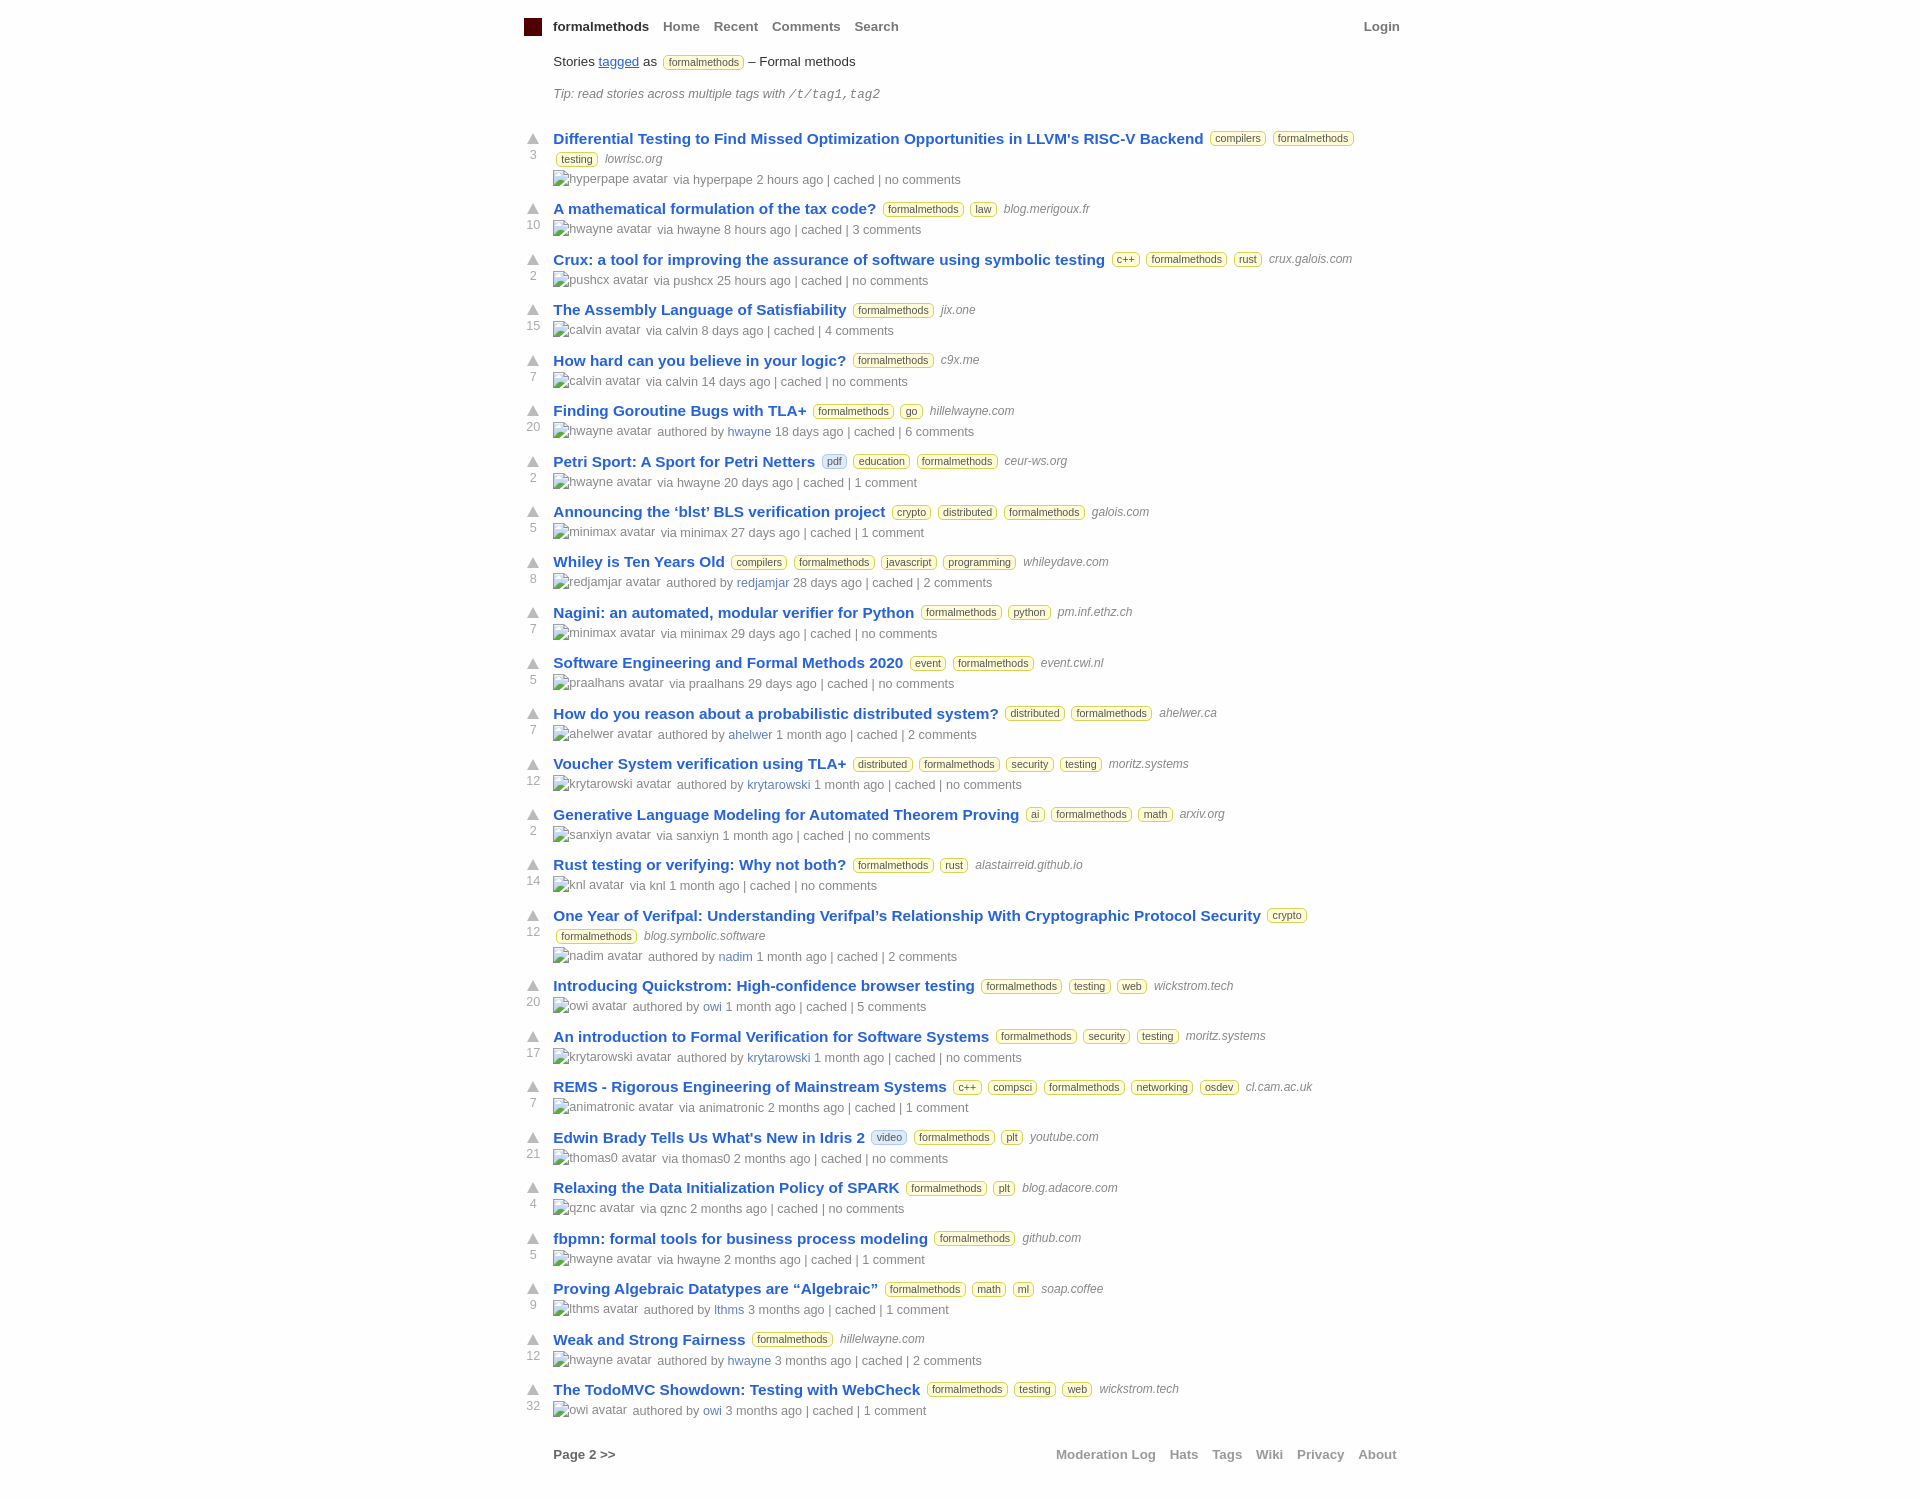 formalmethods Home Recent Comments Search Login
Stories tagged as formalmethods – Formal methods
Tip: read stories across multiple tags with /t/tag1,tag2
Differential Testing to Find Missed Optimization Opportunities in LLVM's RISC-V Backend compilers formalmethods
3 testing lowrisc.org
hyperpape avatar via hyperpape 2 hours ago | cached | no comments
A mathematical formulation of the tax code? formalmethods law blog.merigoux.fr
10 hwayne avatar via hwayne 8 hours ago | cached | 3 comments
Crux: a tool for improving the assurance of software using symbolic testing c++ formalmethods rust crux.galois.com
2 pushcx avatar via pushcx 25 hours ago | cached | no comments
The Assembly Language of Satisfiability formalmethods jix.one
15 calvin avatar via calvin 8 days ago | cached | 4 comments
How hard can you believe in your logic? formalmethods c9x.me
7 calvin avatar via calvin 14 days ago | cached | no comments
Finding Goroutine Bugs with TLA+ formalmethods go hillelwayne.com
20 hwayne avatar authored by hwayne 18 days ago | cached | 6 comments
Petri Sport: A Sport for Petri Netters pdf education formalmethods ceur-ws.org
2 hwayne avatar via hwayne 20 days ago | cached | 1 comment
Announcing the ‘blst’ BLS verification project crypto distributed formalmethods galois.com
5 minimax avatar via minimax 27 days ago | cached | 1 comment
Whiley is Ten Years Old compilers formalmethods javascript programming whileydave.com
8 redjamjar avatar authored by redjamjar 28 days ago | cached | 2 comments
Nagini: an automated, modular verifier for Python formalmethods python pm.inf.ethz.ch
7 minimax avatar via minimax 29 days ago | cached | no comments
Software Engineering and Formal Methods 2020 event formalmethods event.cwi.nl
5 praalhans avatar via praalhans 29 days ago | cached | no comments
How do you reason about a probabilistic distributed system? distributed formalmethods ahelwer.ca
7 ahelwer avatar authored by ahelwer 1 month ago | cached | 2 comments
Voucher System verification using TLA+ distributed formalmethods security testing moritz.systems
12 krytarowski avatar authored by krytarowski 1 month ago | cached | no comments
Generative Language Modeling for Automated Theorem Proving ai formalmethods math arxiv.org
2 sanxiyn avatar via sanxiyn 1 month ago | cached | no comments
Rust testing or verifying: Why not both? formalmethods rust alastairreid.github.io
14 knl avatar via knl 1 month ago | cached | no comments
One Year of Verifpal: Understanding Verifpal’s Relationship With Cryptographic Protocol Security crypto
12 formalmethods blog.symbolic.software
nadim avatar authored by nadim 1 month ago | cached | 2 comments
Introducing Quickstrom: High-confidence browser testing formalmethods testing web wickstrom.tech
20 owi avatar authored by owi 1 month ago | cached | 5 comments
An introduction to Formal Verification for Software Systems formalmethods security testing moritz.systems
17 krytarowski avatar authored by krytarowski 1 month ago | cached | no comments
REMS - Rigorous Engineering of Mainstream Systems c++ compsci formalmethods networking osdev cl.cam.ac.uk
7 animatronic avatar via animatronic 2 months ago | cached | 1 comment
Edwin Brady Tells Us What's New in Idris 2 video formalmethods plt youtube.com
21 thomas0 avatar via thomas0 2 months ago | cached | no comments
Relaxing the Data Initialization Policy of SPARK formalmethods plt blog.adacore.com
4 qznc avatar via qznc 2 months ago | cached | no comments
fbpmn: formal tools for business process modeling formalmethods github.com
5 hwayne avatar via hwayne 2 months ago | cached | 1 comment
Proving Algebraic Datatypes are “Algebraic” formalmethods math ml soap.coffee
9 lthms avatar authored by lthms 3 months ago | cached | 1 comment
Weak and Strong Fairness formalmethods hillelwayne.com
12 hwayne avatar authored by hwayne 3 months ago | cached | 2 comments
The TodoMVC Showdown: Testing with WebCheck formalmethods testing web wickstrom.tech
32 owi avatar authored by owi 3 months ago | cached | 1 comment
Page 2 >> Moderation Log Hats Tags Wiki Privacy About